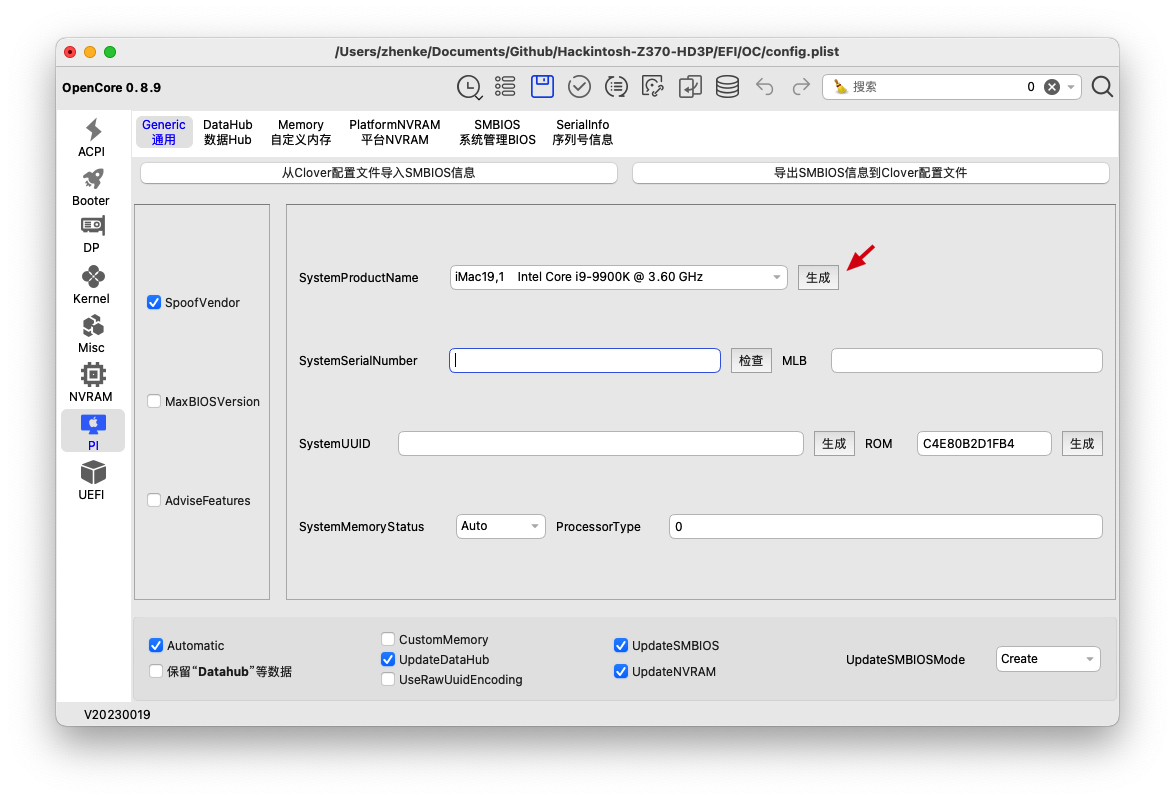 /Users/zhenke/Documents/Github/Hackintosh-Z370-HD3P/EFI/OC/config.plist
OpenCore 0.8.9
搜索
0
ACPI
Booter
DP
Kernel
Misc
NVRAM
PI
UEFI
Generic
通用
DataHub
数据Hub
Memory
自定义内存
PlatformNVRAM
平台NVRAM
SMBIOS
系统管理BIOS
SerialInfo
序列号信息
从Clover配置文件导入SMBIOS信息
导出SMBIOS信息到Clover配置文件
SpoofVendor
MaxBIOSVersion
AdviseFeatures
SystemProductName
iMac19,1 Intel Core i9-9900K @ 3.60 GHz
生成
SystemSerialNumber
检查
MLB
SystemUUID
生成
ROM
C4E80B2D1FB4
生成
SystemMemoryStatus
Auto
ProcessorType
0
Automatic
保留“Datahub”等数据
CustomMemory
UpdateDataHub
UseRawUuidEncoding
UpdateSMBIOS
UpdateNVRAM
UpdateSMBIOSMode
Create
V20230019